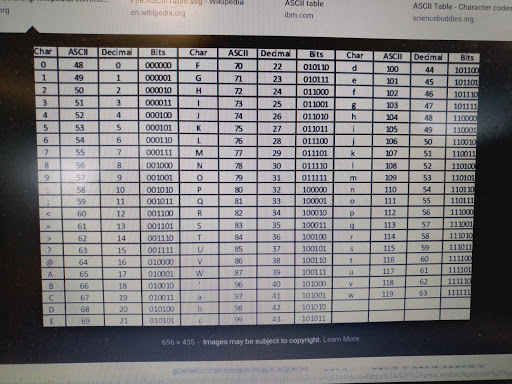 File:ASCII Table.svg - Wikipedia ASCII table ASCII Table - Character codes
org en.wikipedia.org ibm.com sciencebuddies.org
Char ASCII Decimal Bits Char ASCII Decimal Bits Char ASCII Decimal Bits
0 48 0 000000 F 70 22 010110 d 100 44 101100
1 49 1 000001 G 71 23 010111 e 101 45 101101
2 50 2 000010 H 72 24 011000 f 102 46 101110
3 51 3 000011 I 73 25 011001 g 103 47 101111
4 52 4 000100 J 74 26 011010 h 104 48 110000
5 53 5 000101 K 75 27 011011 i 105 49 110001
6 54 6 000110 L 76 28 011100 j 106 50 110010
7 55 7 000111 M 77 29 011101 k 107 51 110011
8 56 8 001000 N 78 30 011110 l 108 52 110100
9 57 9 001001 O 79 31 011111 m 109 53 110101
: 58 10 001010 P 80 32 100000 n 110 54 110110
; 59 11 001011 Q 81 33 100001 o 111 55 110111
< 60 12 001100 R 82 34 100010 p 112 56 111000
= 61 13 001101 S 83 35 100011 q 113 57 111001
> 62 14 001110 T 84 36 100100 r 114 58 111010
? 63 15 001111 U 85 37 100101 s 115 59 111011
@ 64 16 010000 V 86 38 100110 t 116 60 111100
A 65 17 010001 W 87 39 100111 u 117 61 111101
B 66 18 010010 ' 96 40 101000 v 118 62 111110
C 67 19 010011 a 97 41 101001 w 119 63 111111
D 68 20 010100 b 98 42 101010
E 69 21 010101 c 99 43 101011
696 × 435 - Images may be subject to copyright. Learn More